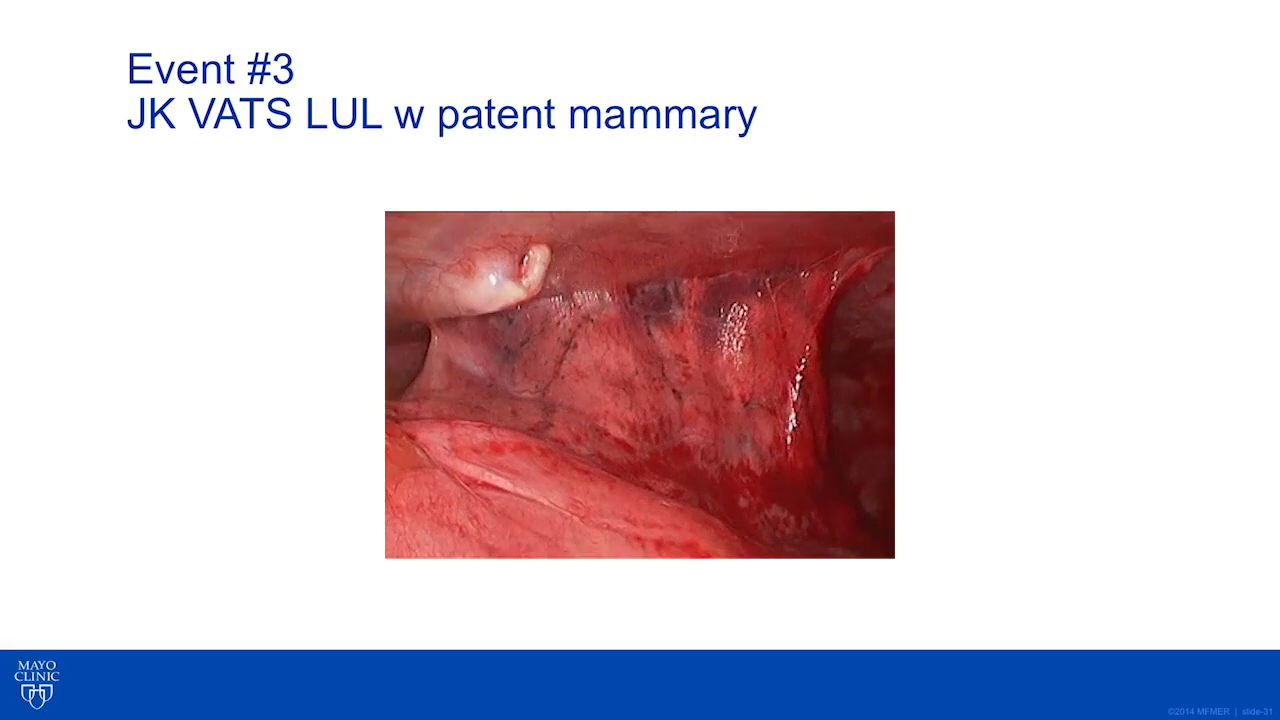 Event #3
JK VATS LUL w patent mammary
MAYO
CLINIC
©2014 MFMER | slide-31